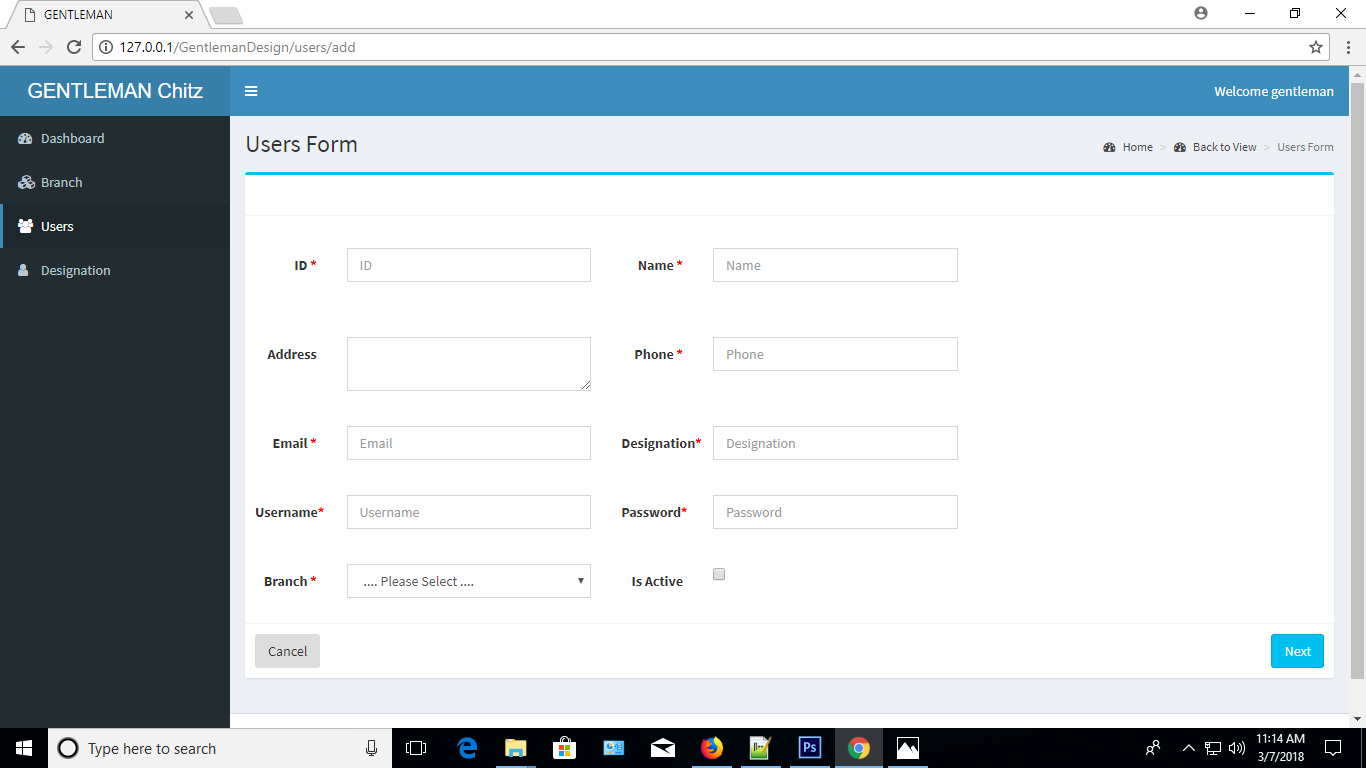 GENTLEMAN
127.0.0.1/GentlemanDesign/users/add
GENTLEMAN Chitz
Welcome gentleman
Dashboard
Branch
Users
Designation
Users Form
Home > Back to View > Users Form
ID * ID Name * Name
Address Phone * Phone
Email * Email Designation* Designation
Username* Username Password* Password
Branch * .... Please Select .... Is Active
Cancel Next
Type here to search
Ps
11:14 AM
3/7/2018